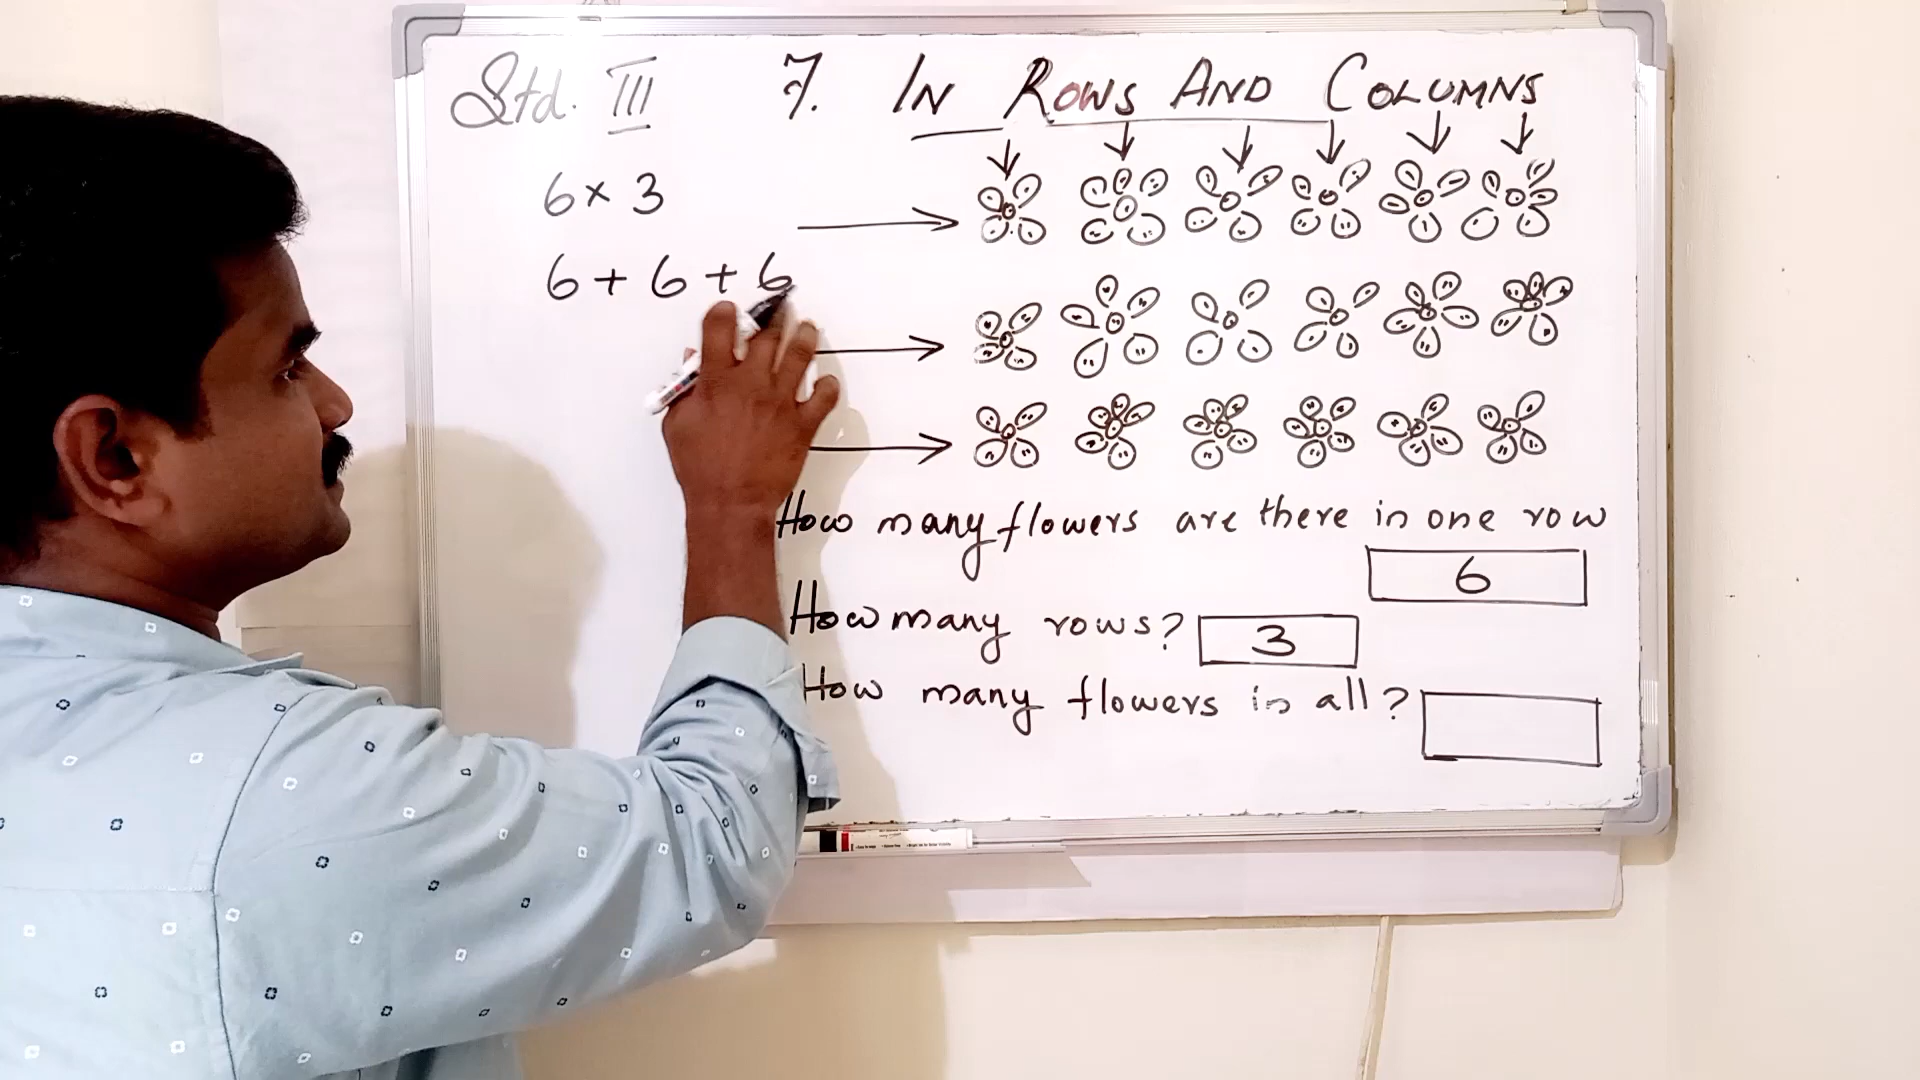 Std. III 7. IN ROWS AND COLUMNS
6 × 3
6 + 6 + 6
How many flowers are there in one row
6
How many rows? 3
How many flowers in all?